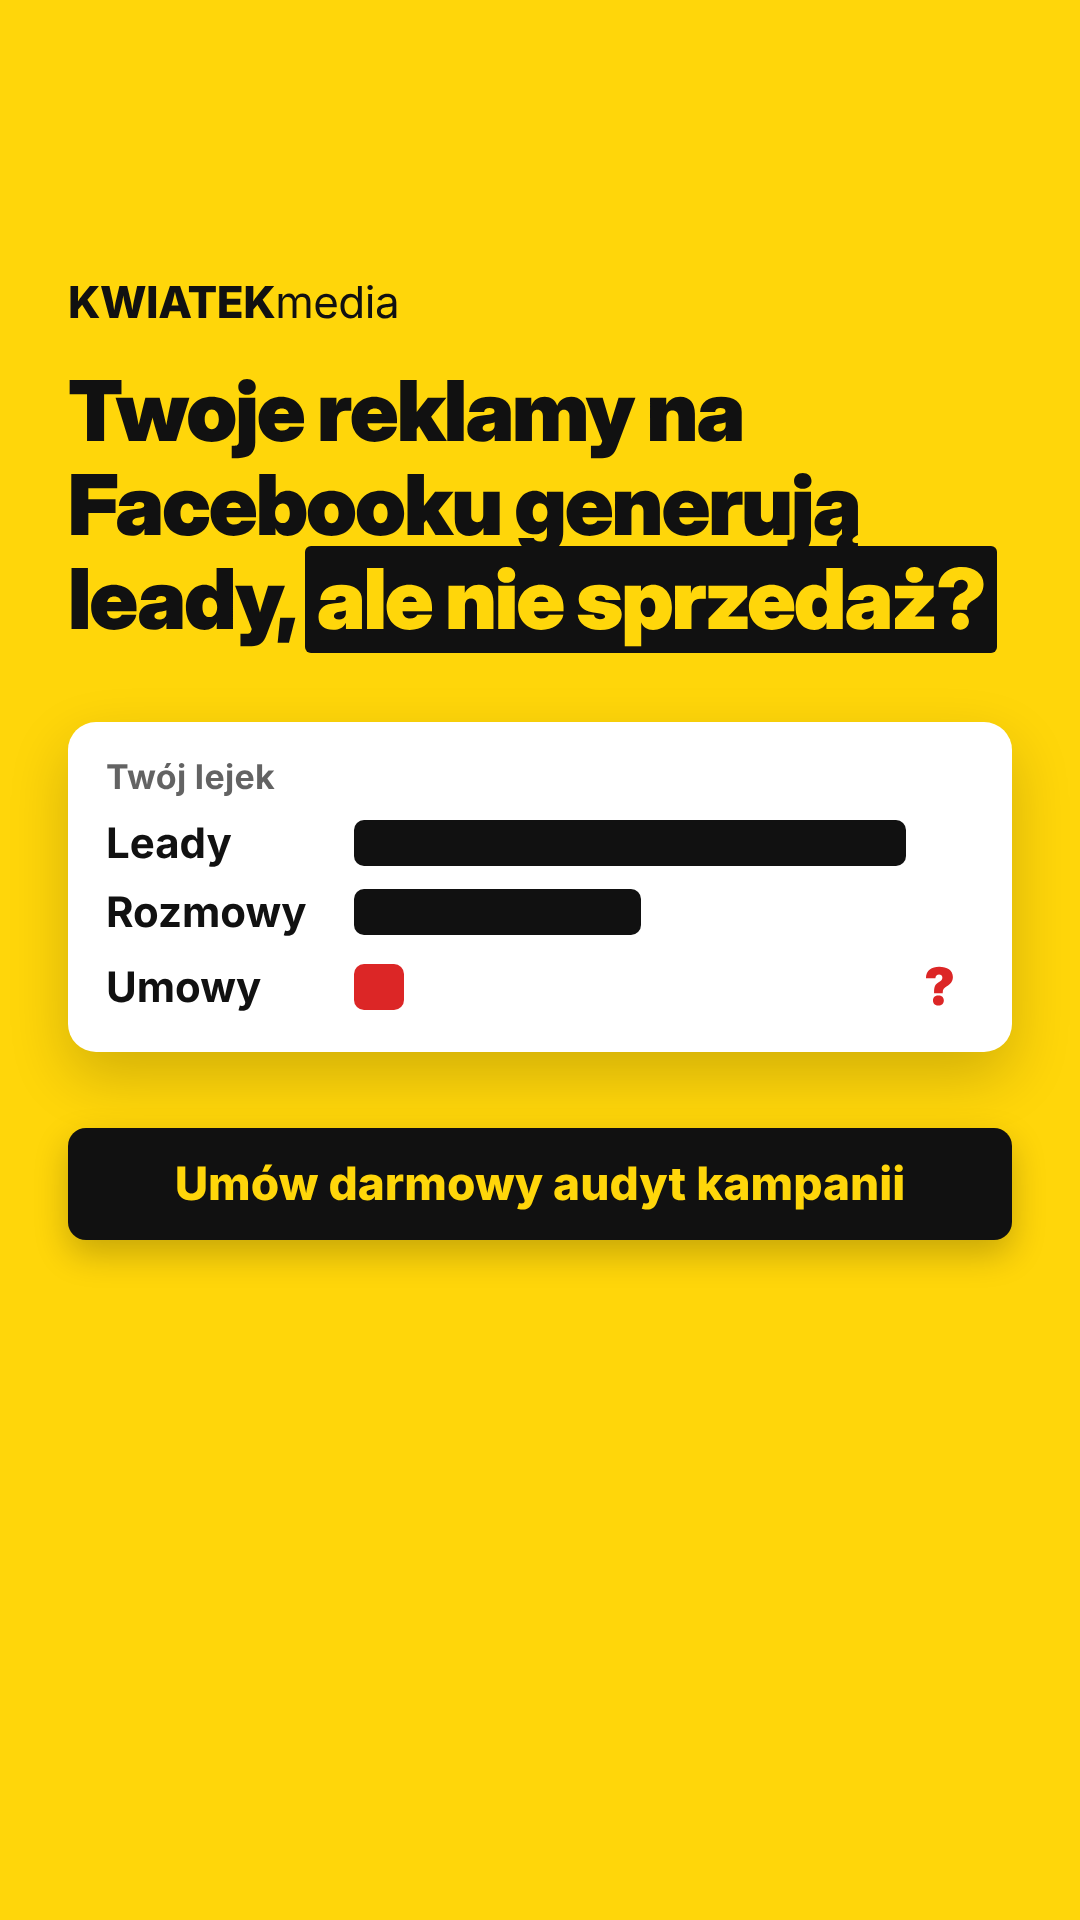 KWIATEKmedia
Twoje reklamy na
Facebooku generują
leady, ale nie sprzedaż?
Twój lejek
Leady
Rozmowy
Umowy ?
Umów darmowy audyt kampanii